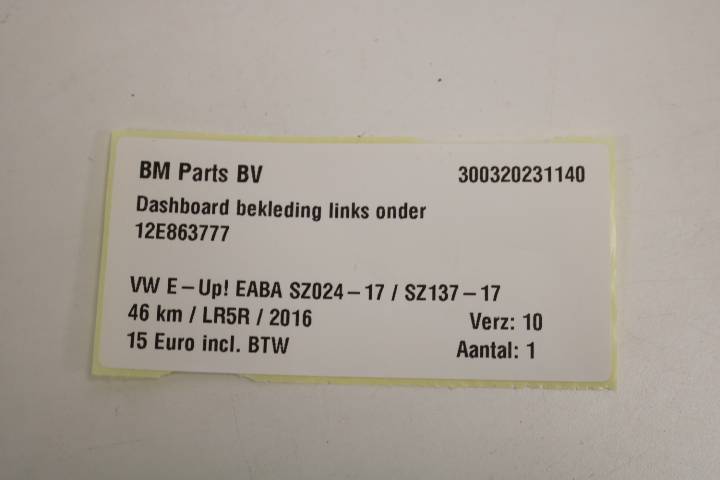 BM Parts BV 300320231140
Dashboard bekleding links onder
12E863777
VW E-Up! EABA SZ024-17 / SZ137-17
46 km / LR5R / 2016 Verz: 10
15 Euro incl. BTW Aantal: 1